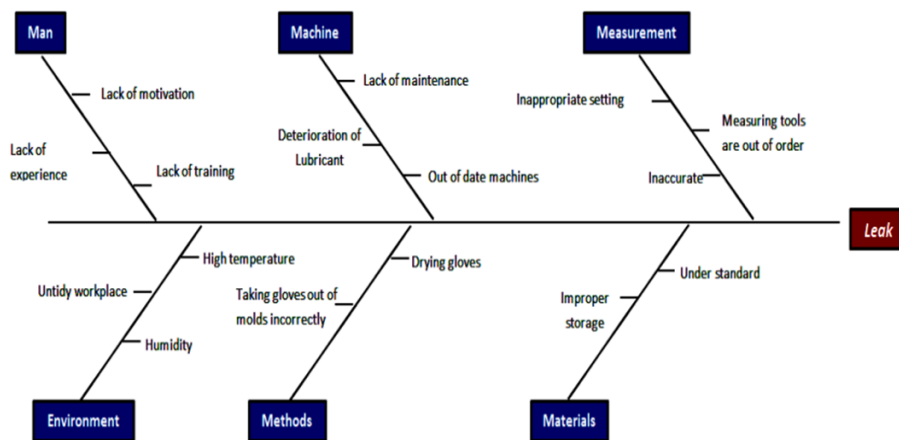 Man
Machine
Measurement
Lack of motivation
Lack of
experience
Lack of training
Lack of maintenance
Deterioration of
Lubricant
Out of date machines
Inappropriate setting
Measuring tools
are out of order
Inaccurate
Leak
High temperature
Untidy workplace
Humidity
Drying gloves
Taking gloves out of
molds incorrectly
Under standard
Improper
storage
Environment
Methods
Materials